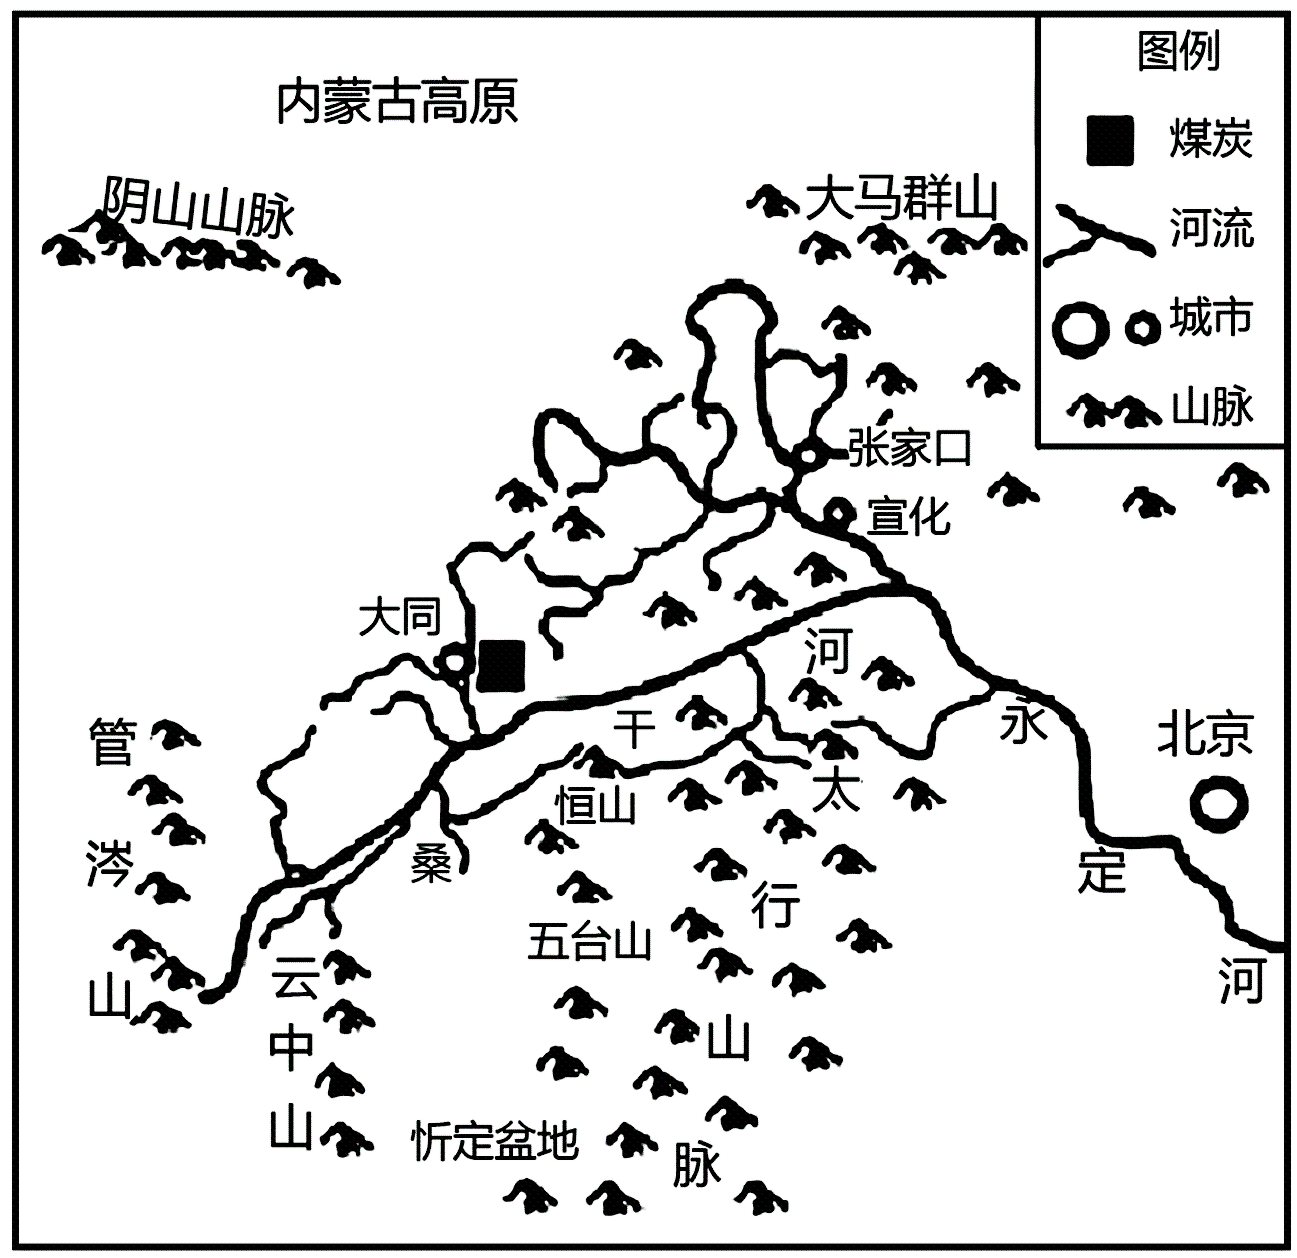 图例
煤炭
河流
城市
山脉
内蒙古高原
阴山山脉
大马群山
张家口
宣化
大同
河
干
桑
永
定
河
北京
管
涔
山
恒山
太
行
山
脉
五台山
云
中
山
忻定盆地